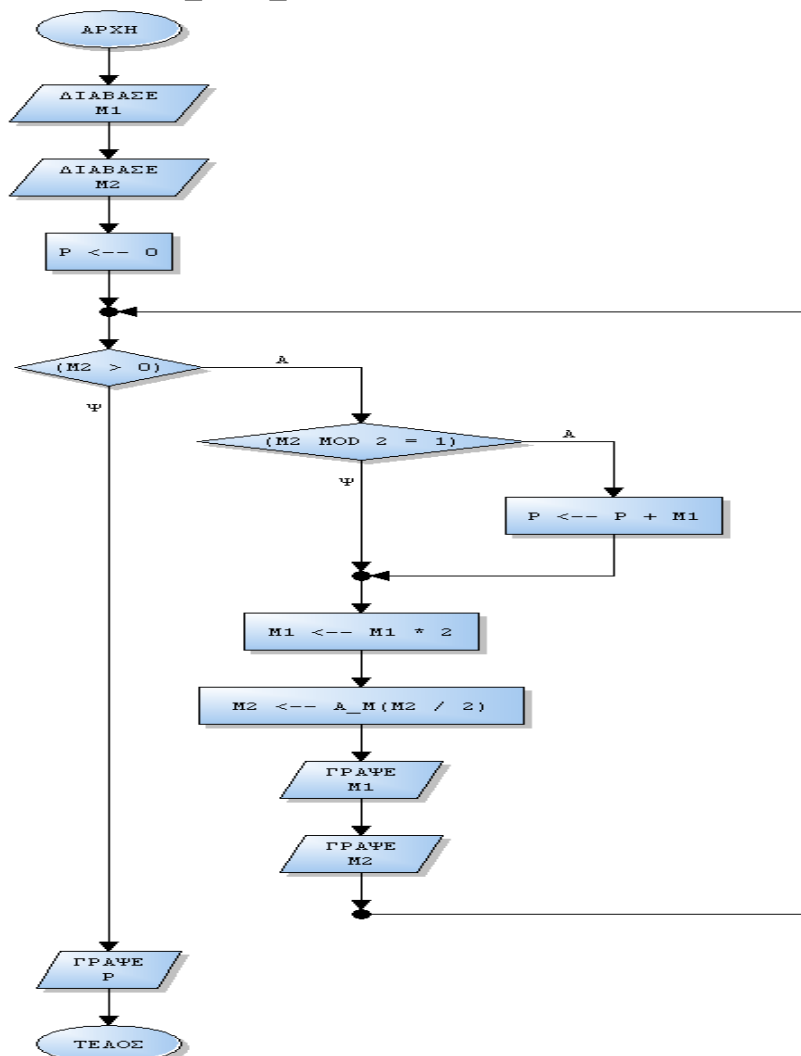 ΑΡΧΗ
ΔΙΑΒΑΣΕ
M1
ΔΙΑΒΑΣΕ
M2
P <-- 0
(M2 > 0)
Α
Ψ
(M2 MOD 2 = 1)
Α
Ψ
P <-- P + M1
M1 <-- M1 * 2
M2 <-- A_M(M2 / 2)
ΓΡΑΨΕ
M1
ΓΡΑΨΕ
M2
ΓΡΑΨΕ
P
ΤΕΛΟΣ